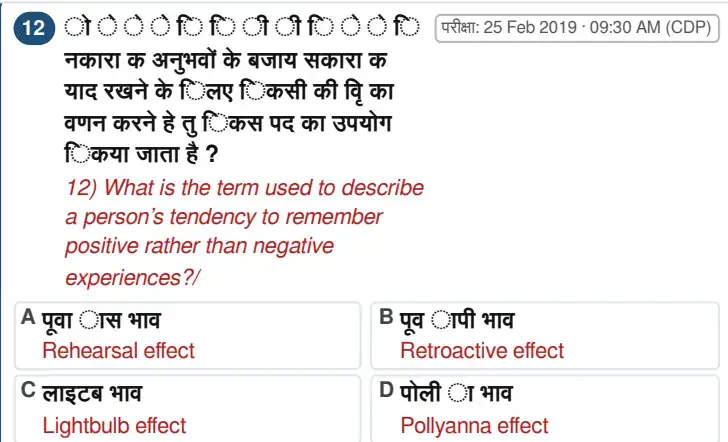 12 ो े े े ि ि ी ी ि े े ि परीक्षा: 25 Feb 2019 · 09:30 AM (CDP)
नकारा क अनुभवों के बजाय सकारा क
याद रखने के िलए िकसी की वृि का
वणन करने हे तु िकस पद का उपयोग
िकया जाता है ?
12) What is the term used to describe
a person's tendency to remember
positive rather than negative
experiences?/
A पूवा ास भाव
Rehearsal effect
B पूव ापी भाव
Retroactive effect
C लाइटब भाव
Lightbulb effect
D पोली ा भाव
Pollyanna effect